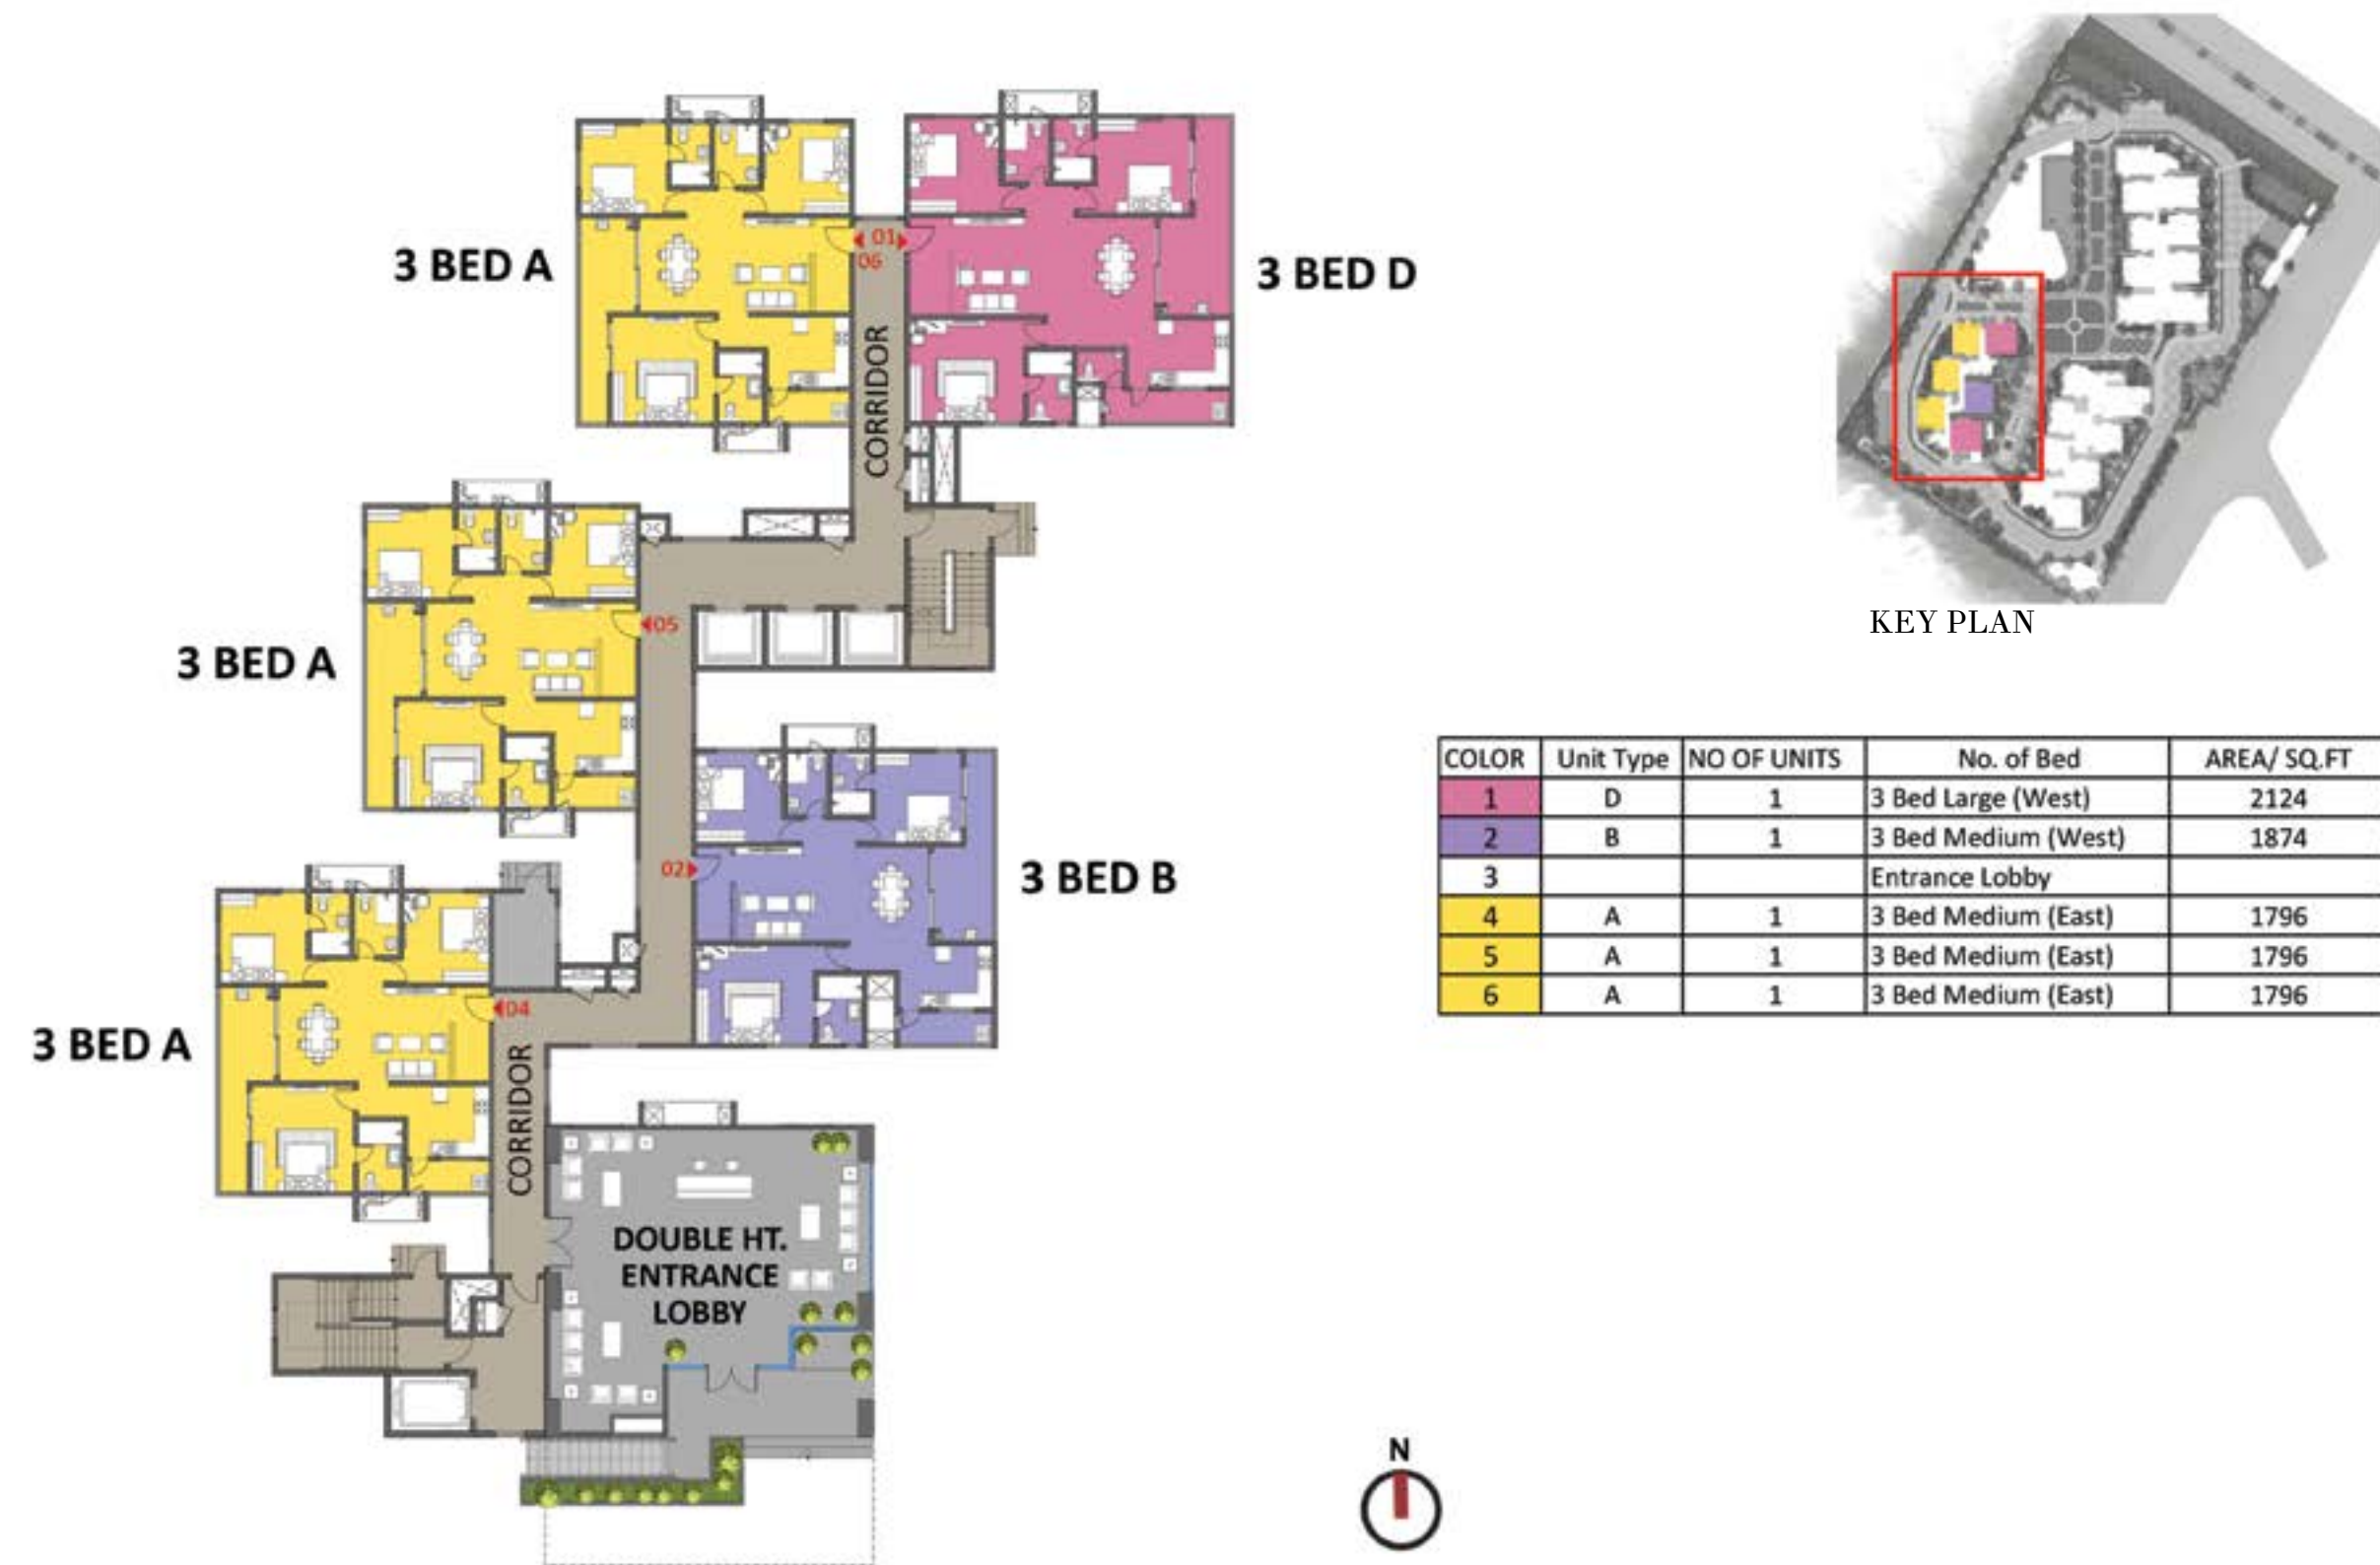 3 BED A
01
06
3 BED D
CORRIDOR
KEY PLAN
3 BED A
05
COLOR Unit Type NO OF UNITS No. of Bed AREA/ SQ.FT
1 D 1 3 Bed Large (West) 2124
2 B 1 3 Bed Medium (West) 1874
3 Entrance Lobby
4 A 1 3 Bed Medium (East) 1796
5 A 1 3 Bed Medium (East) 1796
6 A 1 3 Bed Medium (East) 1796
02
3 BED B
3 BED A
04
CORRIDOR
DOUBLE HT.
ENTRANCE
LOBBY
N